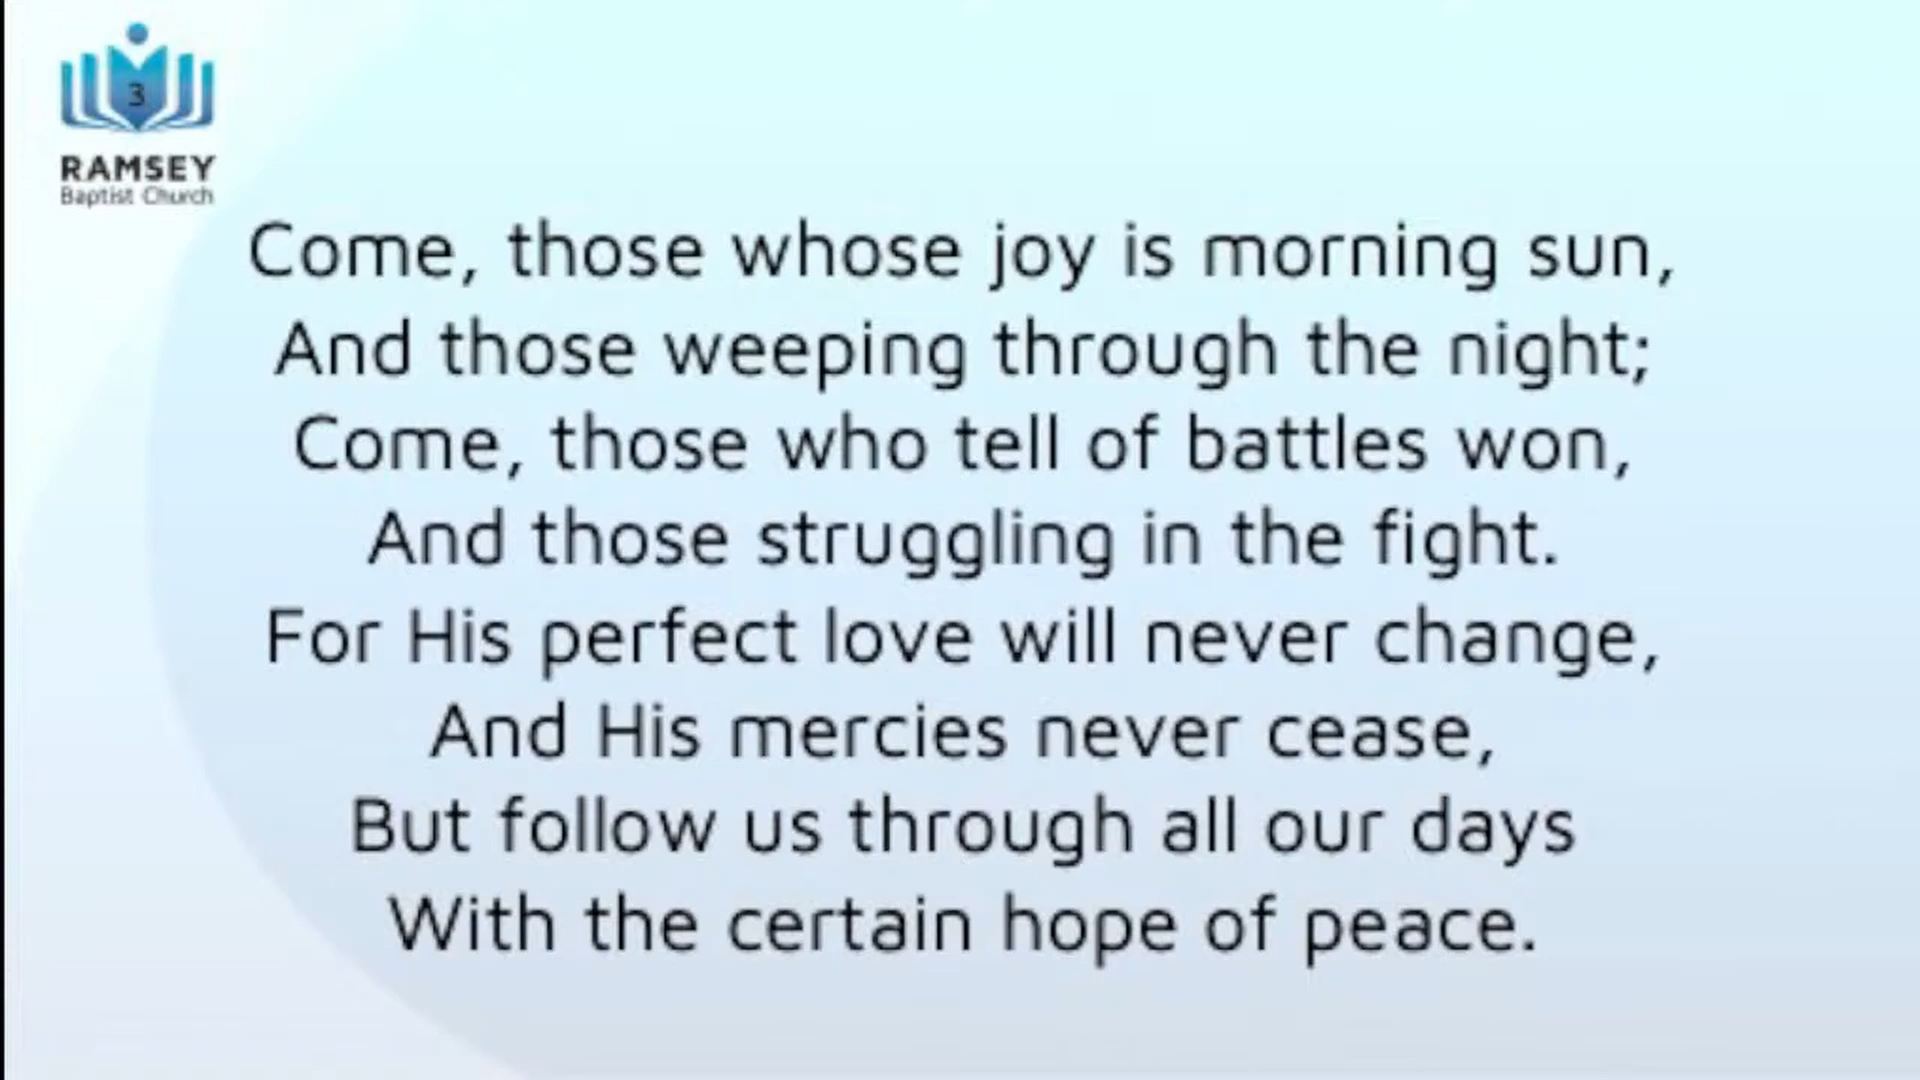 3
RAMSEY
Baptist Church
Come, those whose joy is morning sun,
And those weeping through the night;
Come, those who tell of battles won,
And those struggling in the fight.
For His perfect love will never change,
And His mercies never cease,
But follow us through all our days
With the certain hope of peace.